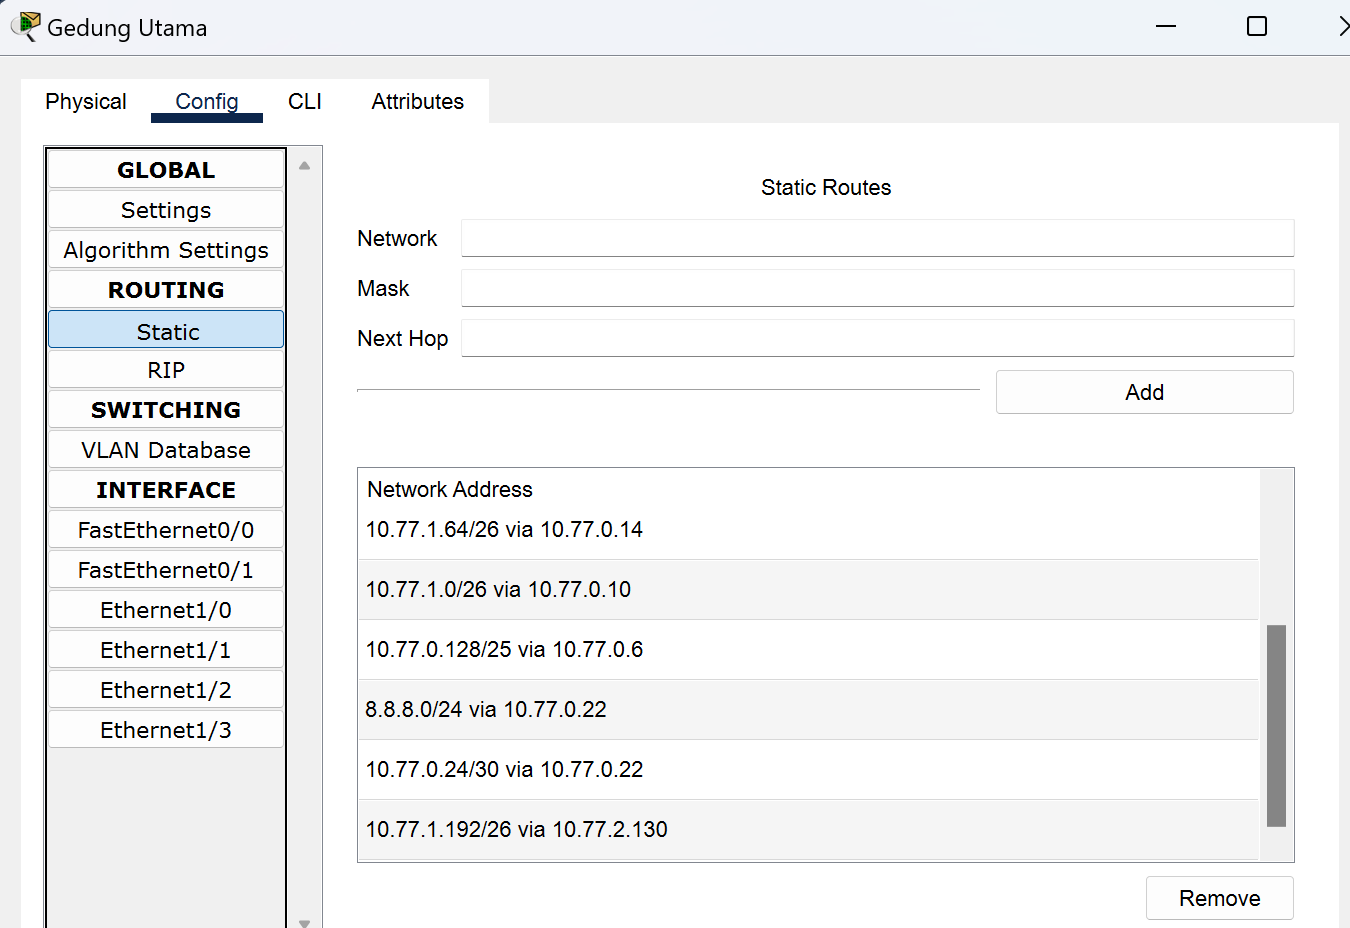 Gedung Utama
Physical Config CLI Attributes
GLOBAL
Settings
Algorithm Settings
ROUTING
Static
RIP
SWITCHING
VLAN Database
INTERFACE
FastEthernet0/0
FastEthernet0/1
Ethernet1/0
Ethernet1/1
Ethernet1/2
Ethernet1/3
Static Routes
Network
Mask
Next Hop
Add
Network Address
10.77.1.64/26 via 10.77.0.14
10.77.1.0/26 via 10.77.0.10
10.77.0.128/25 via 10.77.0.6
8.8.8.0/24 via 10.77.0.22
10.77.0.24/30 via 10.77.0.22
10.77.1.192/26 via 10.77.2.130
Remove